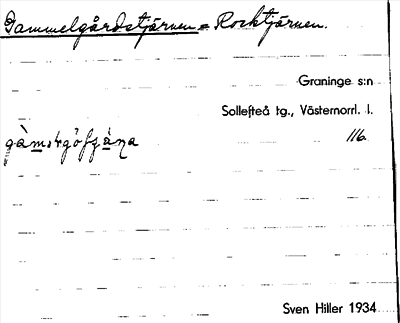 Gammelgårdstjärnen = Rocktjärnen.
Graninge s:n
Sollefteå tg., Västernorrl. l.
116
Sven Hiller 1934